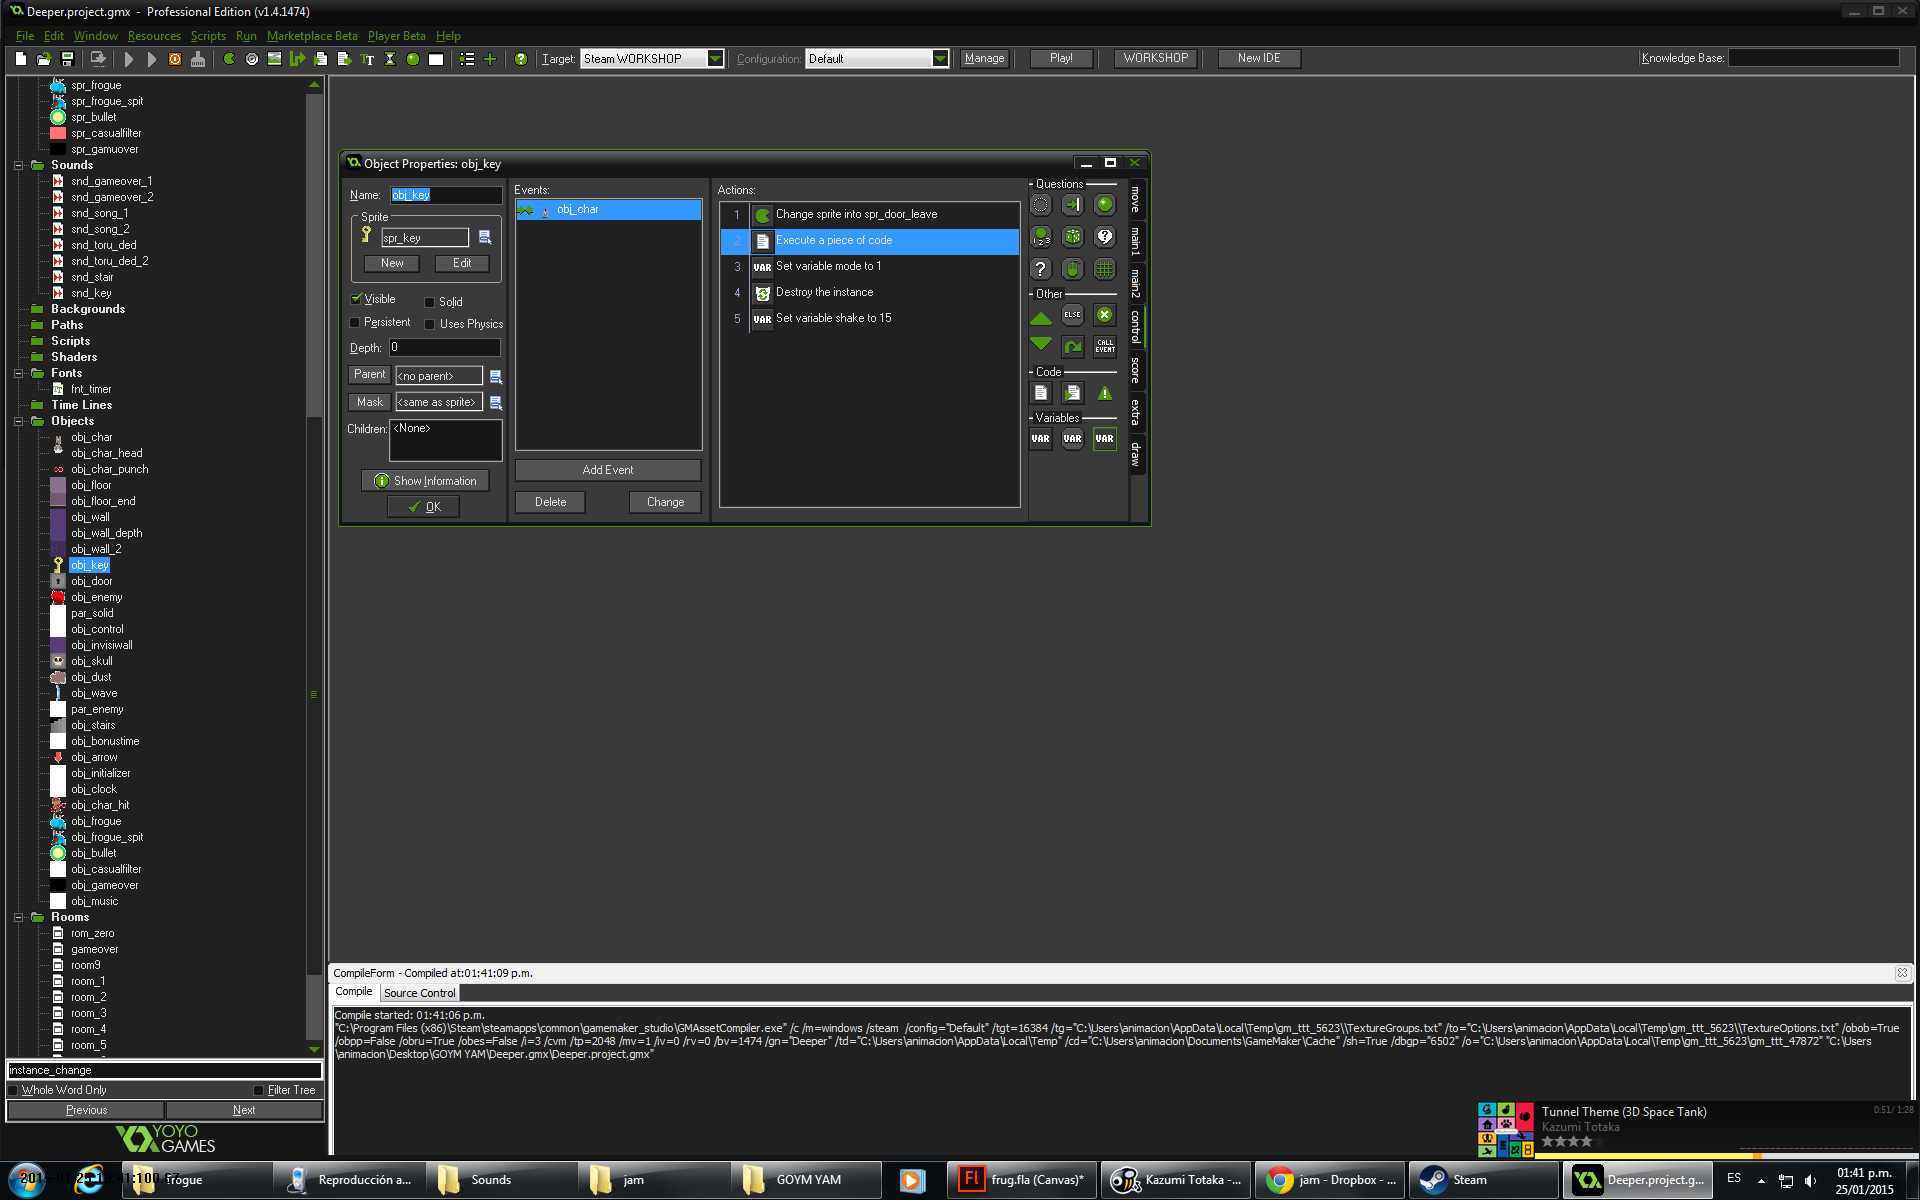 Deeper.project.gmx - Professional Edition (v1.4.1474)
File Edit Window Resources Scripts Run Marketplace Beta Player Beta Help
Target: Steam WORKSHOP Configuration: Default Manage Play! WORKSHOP New IDE Knowledge Base:
spr_frogue
spr_frogue_spit
spr_bullet
spr_casualfilter
spr_gamuover
Sounds
snd_gameover_1
snd_gameover_2
snd_song_1
snd_song_2
snd_toru_ded
snd_toru_ded_2
snd_stair
snd_key
Backgrounds
Paths
Scripts
Shaders
Fonts
fnt_timer
Time Lines
Objects
obj_char
obj_char_head
obj_char_punch
obj_floor
obj_floor_end
obj_wall
obj_wall_depth
obj_wall_2
obj_key
obj_door
obj_enemy
par_solid
obj_control
obj_invisiwall
obj_skull
obj_dust
obj_wave
par_enemy
obj_stairs
obj_bonustime
obj_arrow
obj_initializer
obj_clock
obj_char_hit
obj_frogue
obj_frogue_spit
obj_bullet
obj_casualfilter
obj_gameover
obj_music
Rooms
rom_zero
gameover
room9
room_1
room_2
room_3
room_4
room_5
instance_change
Whole Word Only Filter Tree
Previous Next
YOYO
GAMES
Object Properties: obj_key
Name: obj_key
Sprite
spr_key
New Edit
Visible Solid
Persistent Uses Physics
Depth: 0
Parent <no parent>
Mask <same as sprite>
Children: <None>
Show Information
OK
Events:
obj_char
Add Event
Delete Change
Actions:
1 Change sprite into spr_door_leave
2 Execute a piece of code
3 VAR Set variable mode to 1
4 Destroy the instance
5 VAR Set variable shake to 15
Questions
Other
ELSE
CALL EVENT
Code
Variables
VAR VAR VAR
move
main1
main2
control
score
extra
draw
CompileForm - Compiled at:01:41:09 p.m.
Compile Source Control
Compile started: 01:41:06 p.m.
"C:\Program Files (x86)\Steam\steamapps\common\gamemaker_studio\GMAssetCompiler.exe" /c /m=windows /steam /config="Default" /tgt=16384 /tg="C:\Users\animacion\AppData\Local\Temp\gm_ttt_5623\\TextureGroups.txt" /to="C:\Users\animacion\AppData\Local\Temp\gm_ttt_5623\\TextureOptions.txt" /obob=True
/obpp=False /obru=True /obes=False /i=3 /cvm /tp=2048 /mv=1 /iv=0 /rv=0 /bv=1474 /gn="Deeper" /td="C:\Users\animacion\AppData\Local\Temp" /cd="C:\Users\animacion\Documents\GameMaker\Cache" /sh=True /dbgp="6502" /o="C:\Users\animacion\AppData\Local\Temp\gm_ttt_5623\gm_ttt_47872" "C:\Users
\animacion\Desktop\GOYM YAM\Deeper.gmx\Deeper.project.gmx"
Tunnel Theme (3D Space Tank) 0:51/ 1:28
Kazumi Totaka
frogue Reproducción a... Sounds jam GOYM YAM Fl frug.fla (Canvas)* Kazumi Totaka -... jam - Dropbox - ... Steam Deeper.project.g... ES
01:41 p.m.
25/01/2015